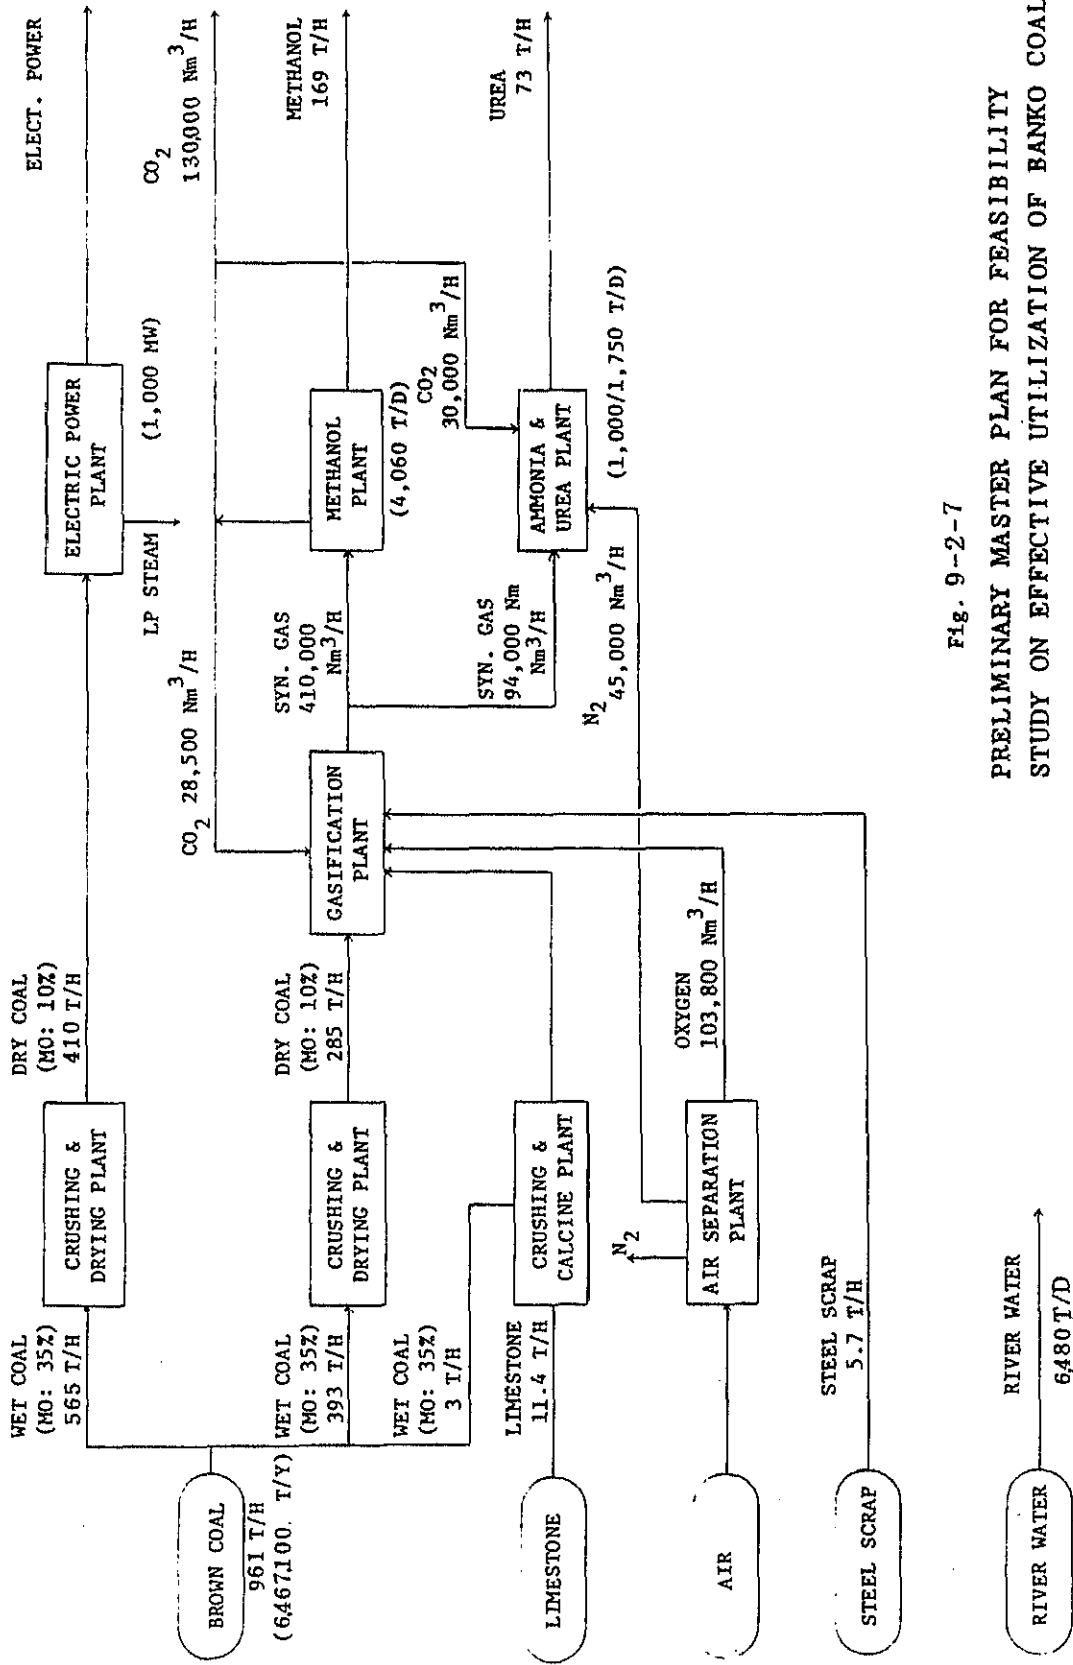 BROWN COAL
961 T/H
(6,467,100. T/Y)
LIMESTONE
AIR
STEEL SCRAP
RIVER WATER
WET COAL
(MO: 35%)
565 T/H
WET COAL
(MO: 35%)
393 T/H
WET COAL
(MO: 35%)
3 T/H
LIMESTONE
11.4 T/H
STEEL SCRAP
5.7 T/H
RIVER WATER
6,480 T/D
CRUSHING &
DRYING PLANT
CRUSHING &
DRYING PLANT
CRUSHING &
CALCINE PLANT
N2
AIR SEPARATION
PLANT
DRY COAL
(MO: 10%)
410 T/H
DRY COAL
(MO: 10%)
285 T/H
OXYGEN
103,800 Nm3/H
CO2 28,500 Nm3/H
GASIFICATION
PLANT
SYN. GAS
410,000
Nm3/H
SYN. GAS
94,000 Nm
Nm3/H
N2
45,000 Nm3/H
ELECTRIC POWER
PLANT
(1,000 MW)
LP STEAM
METHANOL
PLANT
(4,060 T/D)
CO2
30,000 Nm3/H
AMMONIA &
UREA PLANT
(1,000/1,750 T/D)
ELECT. POWER
CO2
130,000 Nm3/H
METHANOL
169 T/H
UREA
73 T/H
Fig. 9-2-7
PRELIMINARY MASTER PLAN FOR FEASIBILITY
STUDY ON EFFECTIVE UTILIZATION OF BANKO COAL